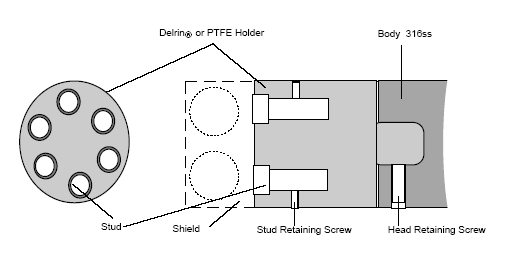 Delrin® or PTFE Holder
Body 316ss
Stud
Shield
Stud Retaining Screw
Head Retaining Screw